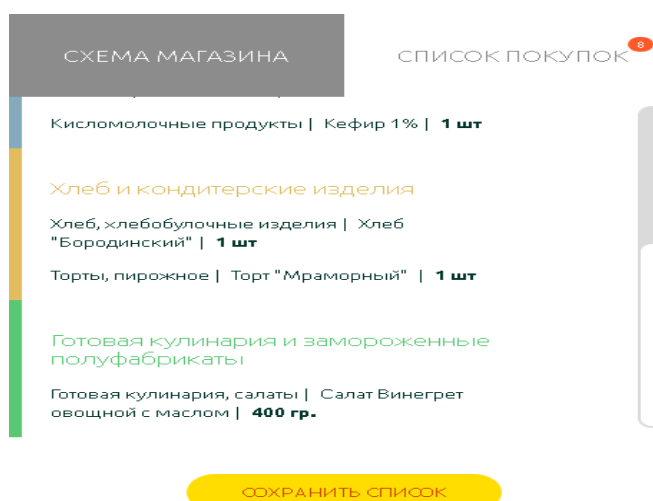 СХЕМА МАГАЗИНА
СПИСОК ПОКУПОК
8
Кисломолочные продукты | Кефир 1% | 1 шт
Хлеб и кондитерские изделия
Хлеб, хлебобулочные изделия | Хлеб
"Бородинский" | 1 шт
Торты, пирожное | Торт "Мраморный" | 1 шт
Готовая кулинария и замороженные
полуфабрикаты
Готовая кулинария, салаты | Салат Винегрет
овощной с маслом | 400 гр.
СОХРАНИТЬ СПИСОК